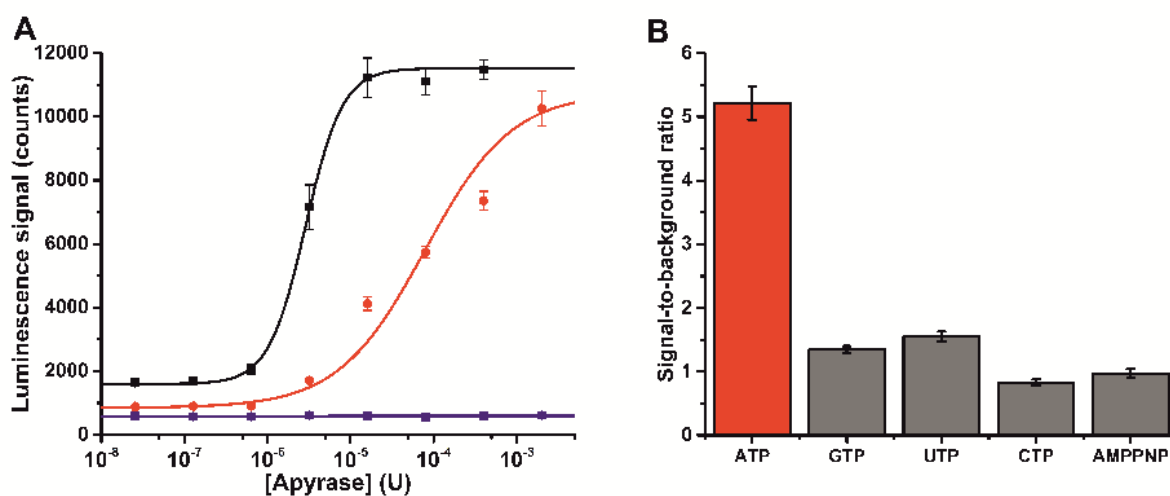 A
Luminescence signal (counts)
12000
10000
8000
6000
4000
2000
0
10⁻⁸
10⁻⁷
10⁻⁶
10⁻⁵
10⁻⁴
10⁻³
[Apyrase] (U)
B
Signal-to-background ratio
6
5
4
3
2
1
0
ATP
GTP
UTP
CTP
AMPPNP